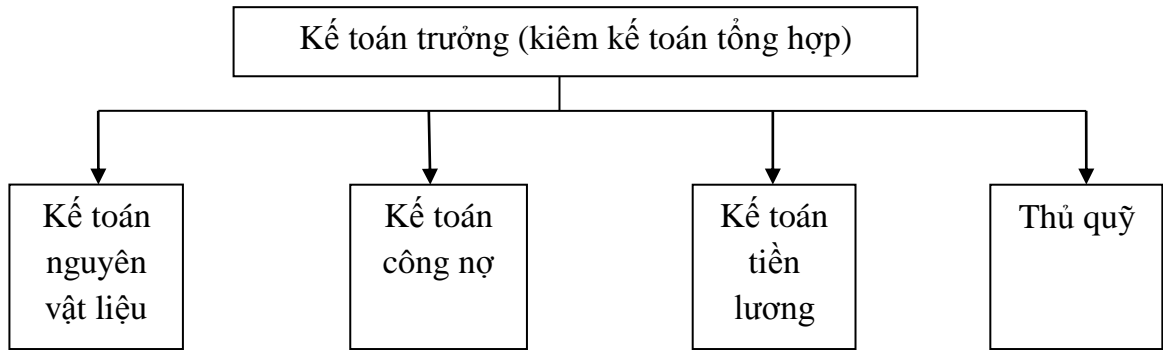 Kế toán trưởng (kiêm kế toán tổng hợp)
Kế toán
nguyên
vật liệu
Kế toán
công nợ
Kế toán
tiền
lương
Thủ quỹ